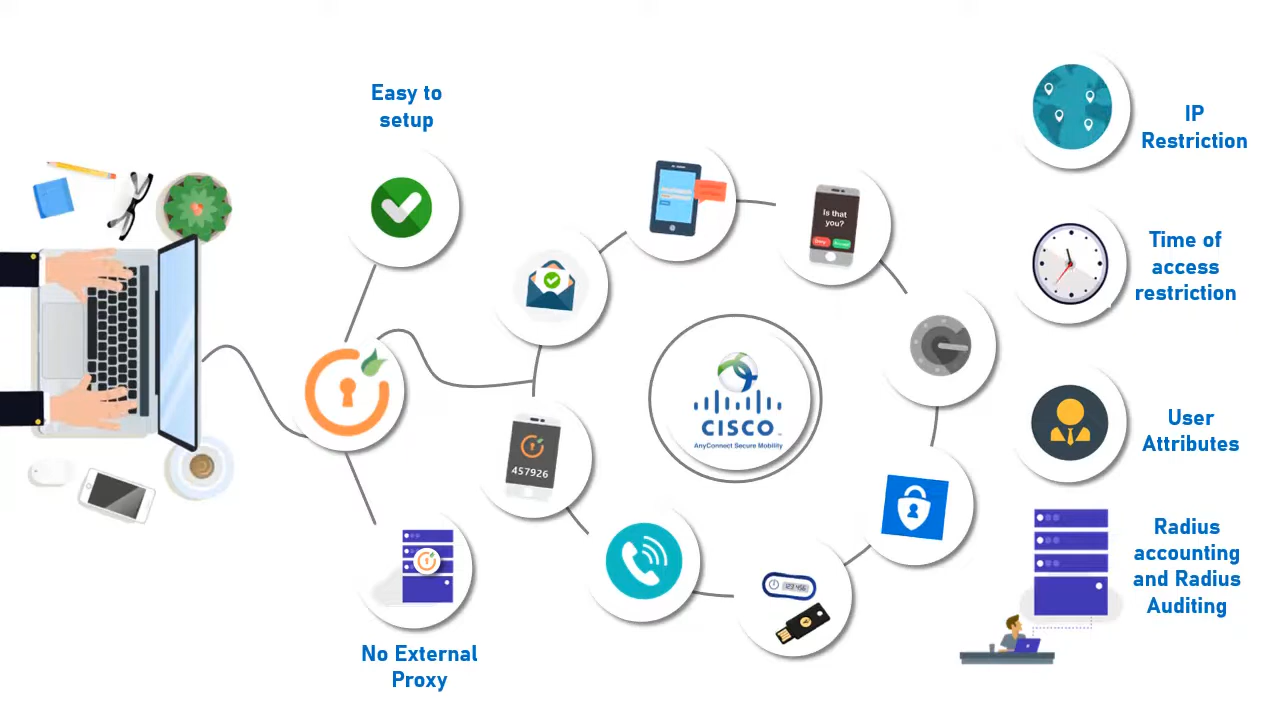 Easy to
setup
Is that
you?
457926
123456
CISCO
AnyConnect Secure Mobility
No External
Proxy
IP
Restriction
Time of
access
restriction
User
Attributes
Radius
accounting
and Radius
Auditing